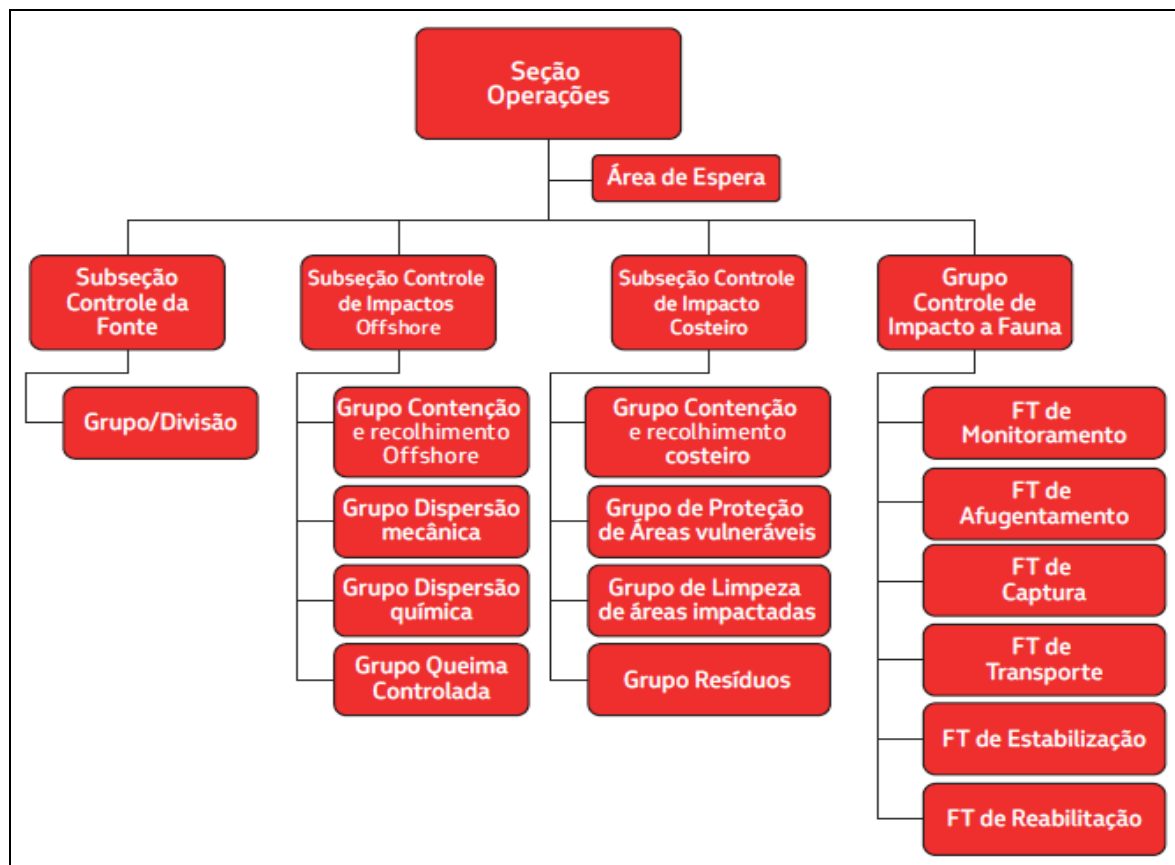 Seção
Operações
Área de Espera
Subseção
Controle da
Fonte
Grupo/Divisão
Subseção Controle
de Impactos
Offshore
Grupo Contenção
e recolhimento
Offshore
Grupo Dispersão
mecânica
Grupo Dispersão
química
Grupo Queima
Controlada
Subseção Controle
de Impacto
Costeiro
Grupo Contenção
e recolhimento
costeiro
Grupo de Proteção
de Áreas vulneráveis
Grupo de Limpeza
de áreas impactadas
Grupo Resíduos
Grupo
Controle de
Impacto a Fauna
FT de
Monitoramento
FT de
Afugentamento
FT de
Captura
FT de
Transporte
FT de Estabilização
FT de Reabilitação